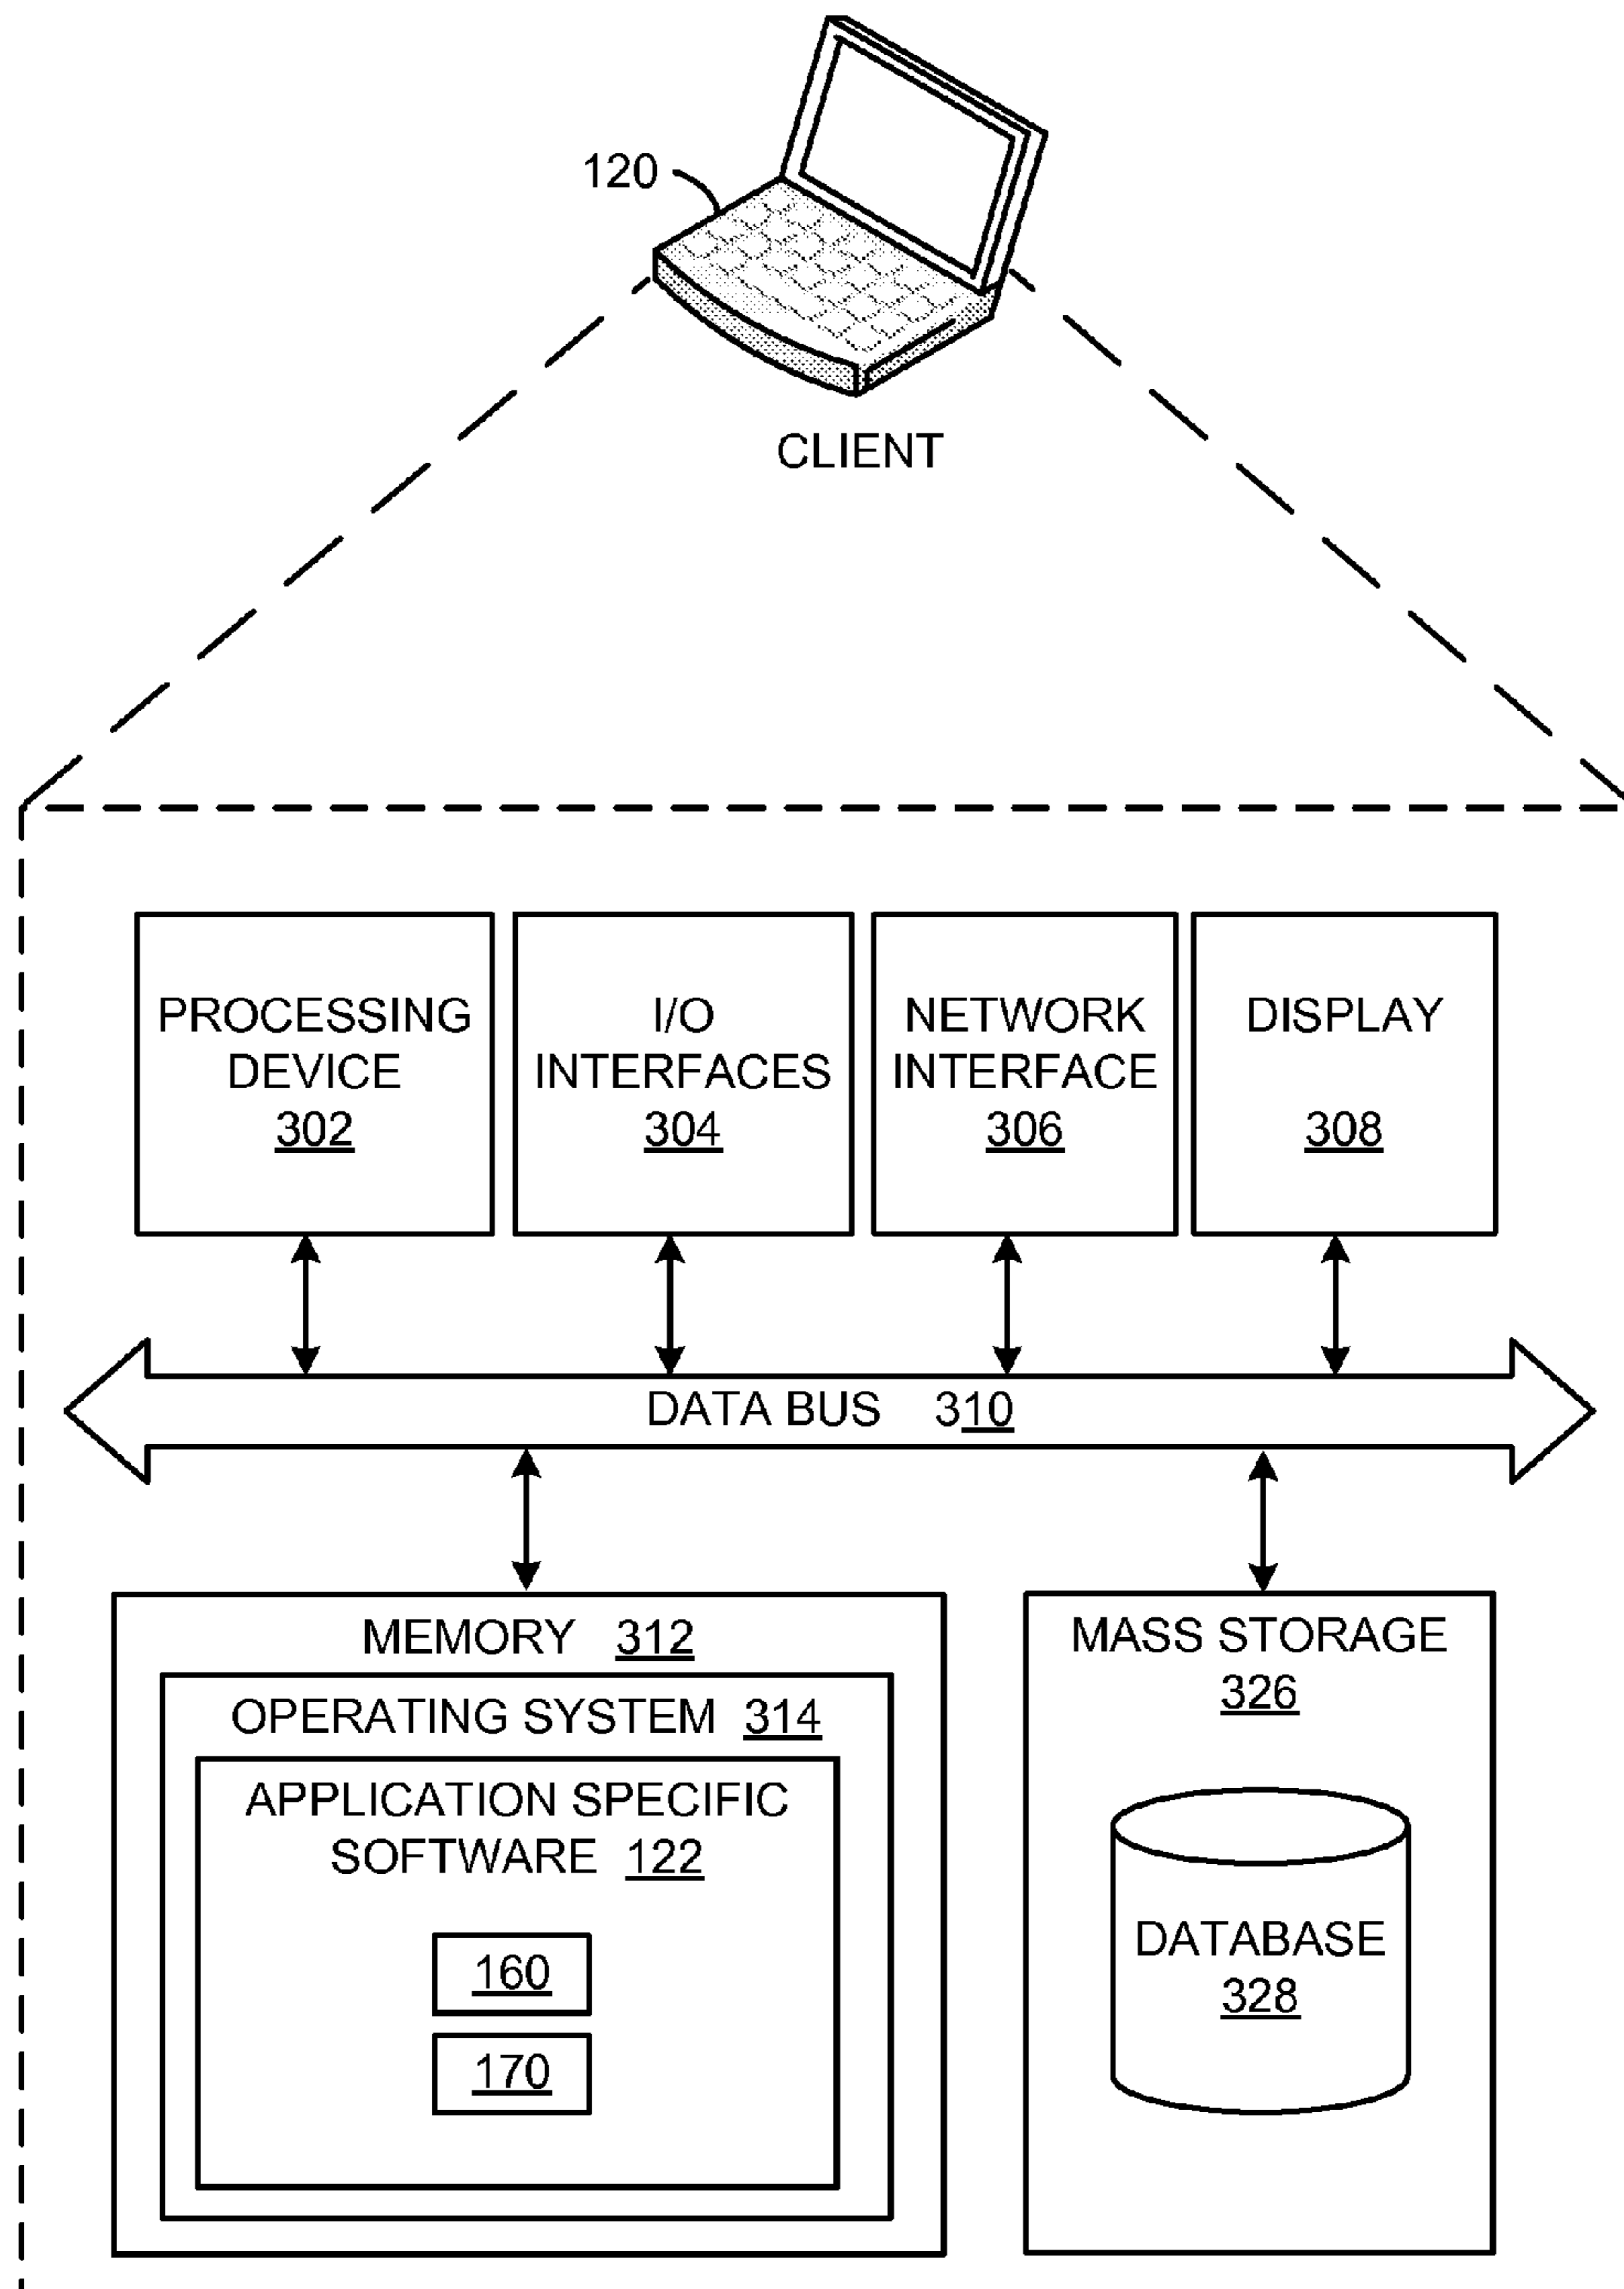 120
CLIENT
PROCESSING
DEVICE
302
I/O
INTERFACES
304
NETWORK
INTERFACE
306
DISPLAY
308
DATA BUS 310
MEMORY 312
OPERATING SYSTEM 314
APPLICATION SPECIFIC
SOFTWARE 122
160
170
MASS STORAGE
326
DATABASE
328